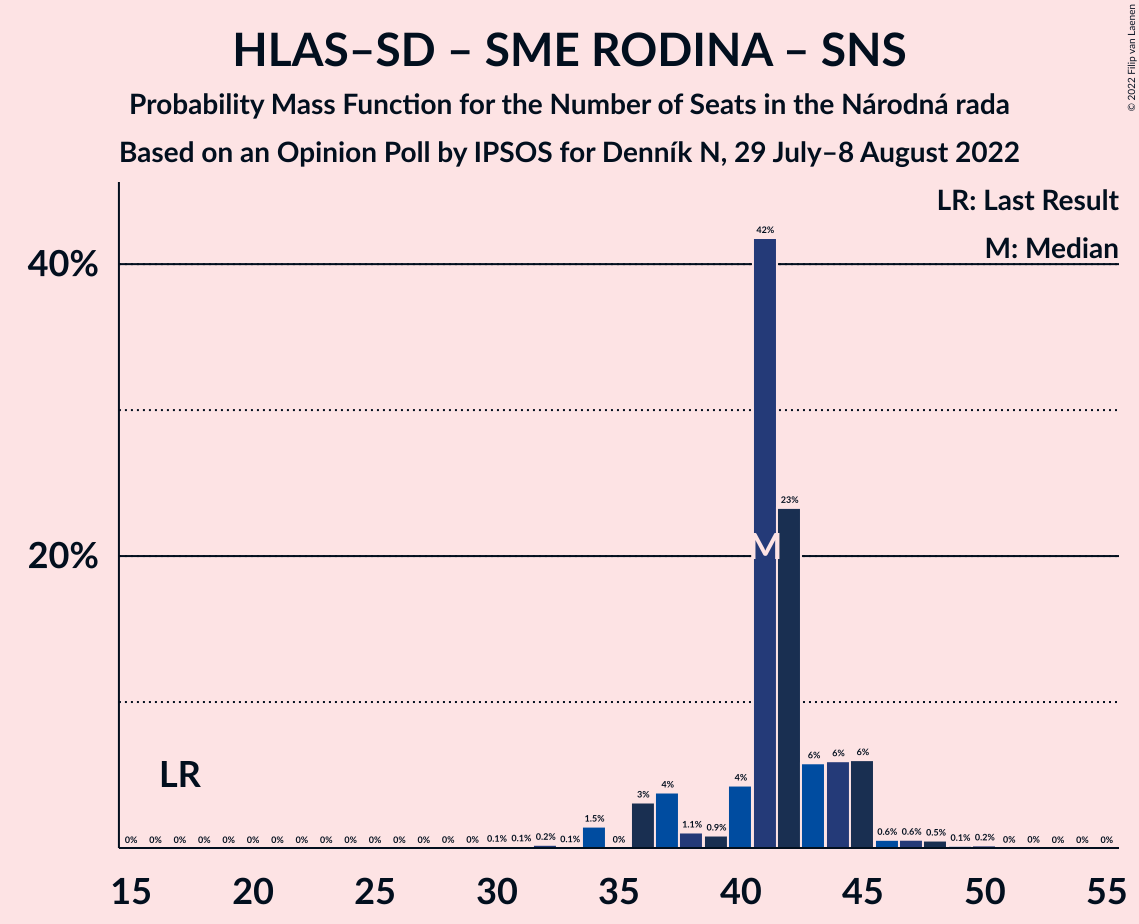 HLAS–SD – SME RODINA – SNS
Probability Mass Function for the Number of Seats in the Národná rada
Based on an Opinion Poll by IPSOS for Denník N, 29 July–8 August 2022
© 2022 Filip van Laenen
LR: Last Result
M: Median
40%
20%
42%
23%
M
LR
0% 0% 0% 0% 0% 0% 0% 0% 0% 0% 0% 0% 0% 0% 0% 0.1% 0.1% 0.2% 0.1% 1.5% 0% 3% 4% 1.1% 0.9% 4% 6% 6% 6% 0.6% 0.6% 0.5% 0.1% 0.2% 0% 0% 0% 0% 0%
15 20 25 30 35 40 45 50 55